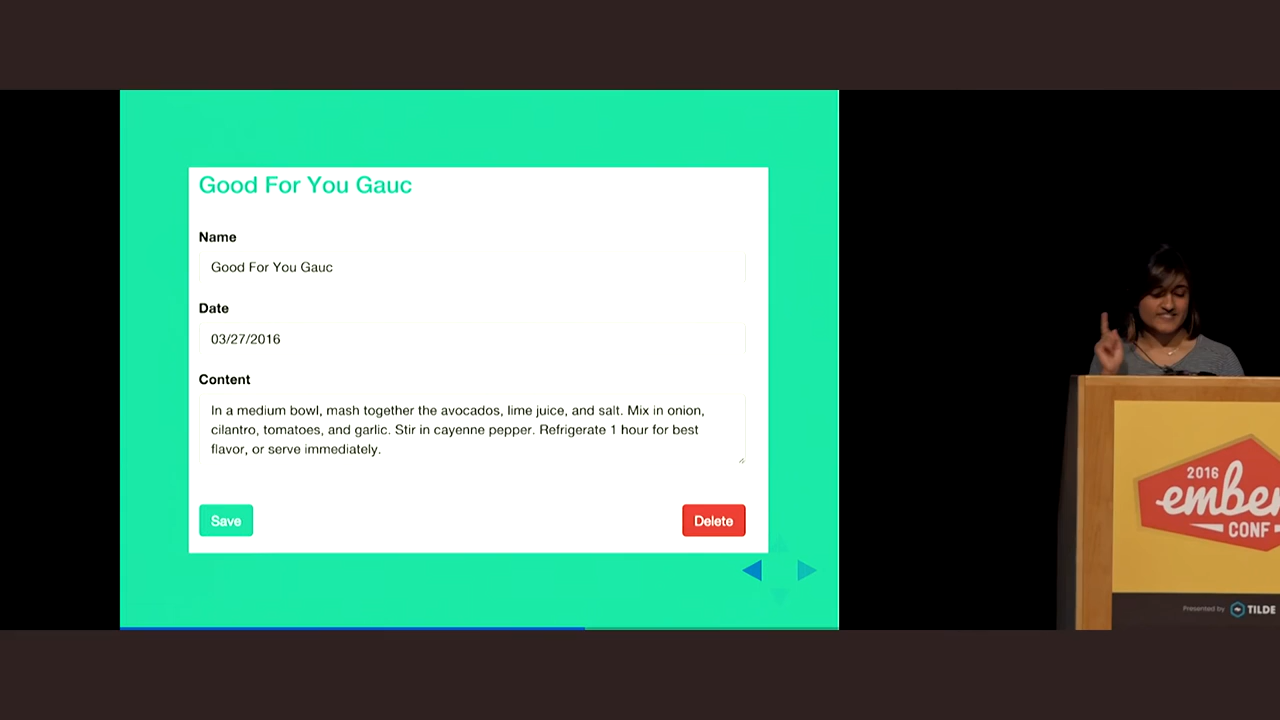 Good For You Gauc
Name
Good For You Gauc
Date
03/27/2016
Content
In a medium bowl, mash together the avocados, lime juice, and salt. Mix in onion,
cilantro, tomatoes, and garlic. Stir in cayenne pepper. Refrigerate 1 hour for best
flavor, or serve immediately.
Save
Delete
2016
ember
CONF
Presented by TILDE